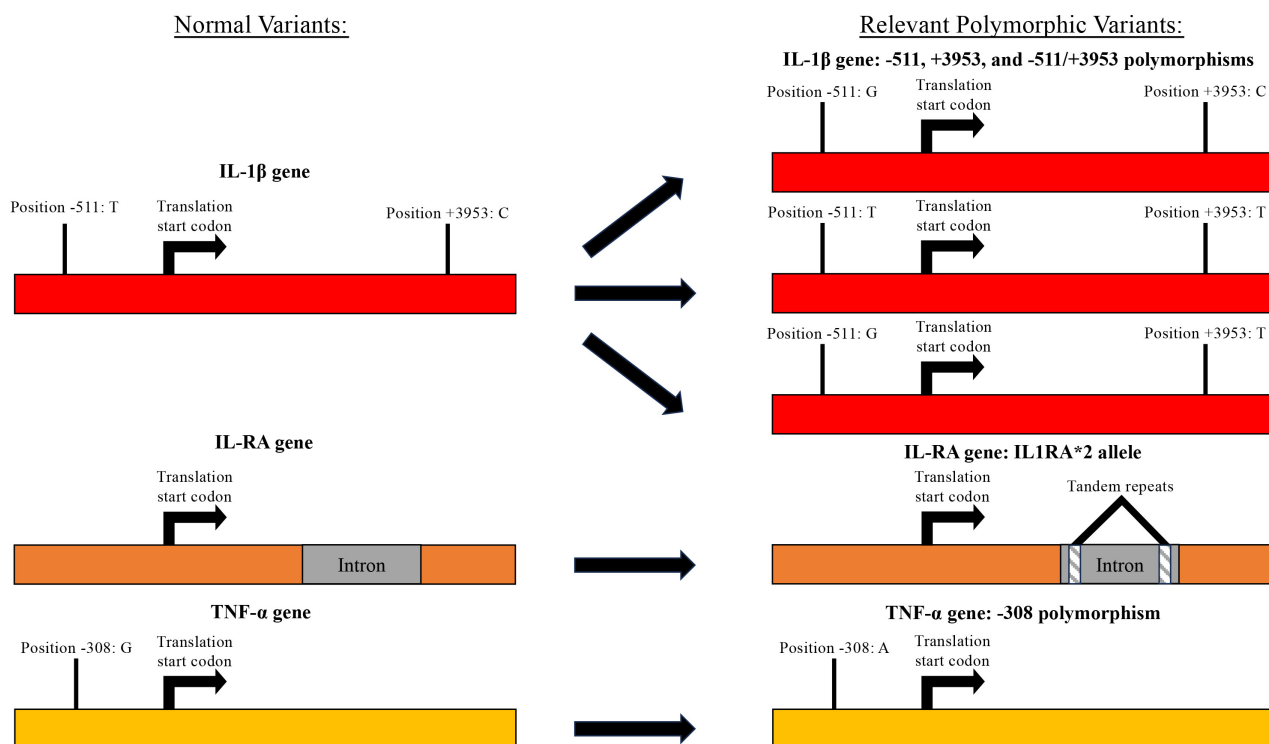 Normal Variants:
Relevant Polymorphic Variants:
IL-1β gene: -511, +3953, and -511/+3953 polymorphisms
Position -511: G
Translation
start codon
Position +3953: C
IL-1β gene
Position -511: T
Translation
start codon
Position +3953: C
Position -511: T
Translation
start codon
Position +3953: T
Position -511: G
Translation
start codon
Position +3953: T
IL-RA gene
Translation
start codon
Intron
IL-RA gene: IL1RA*2 allele
Translation
start codon
Tandem repeats
Intron
TNF-α gene
Position -308: G
Translation
start codon
TNF-α gene: -308 polymorphism
Position -308: A
Translation
start codon